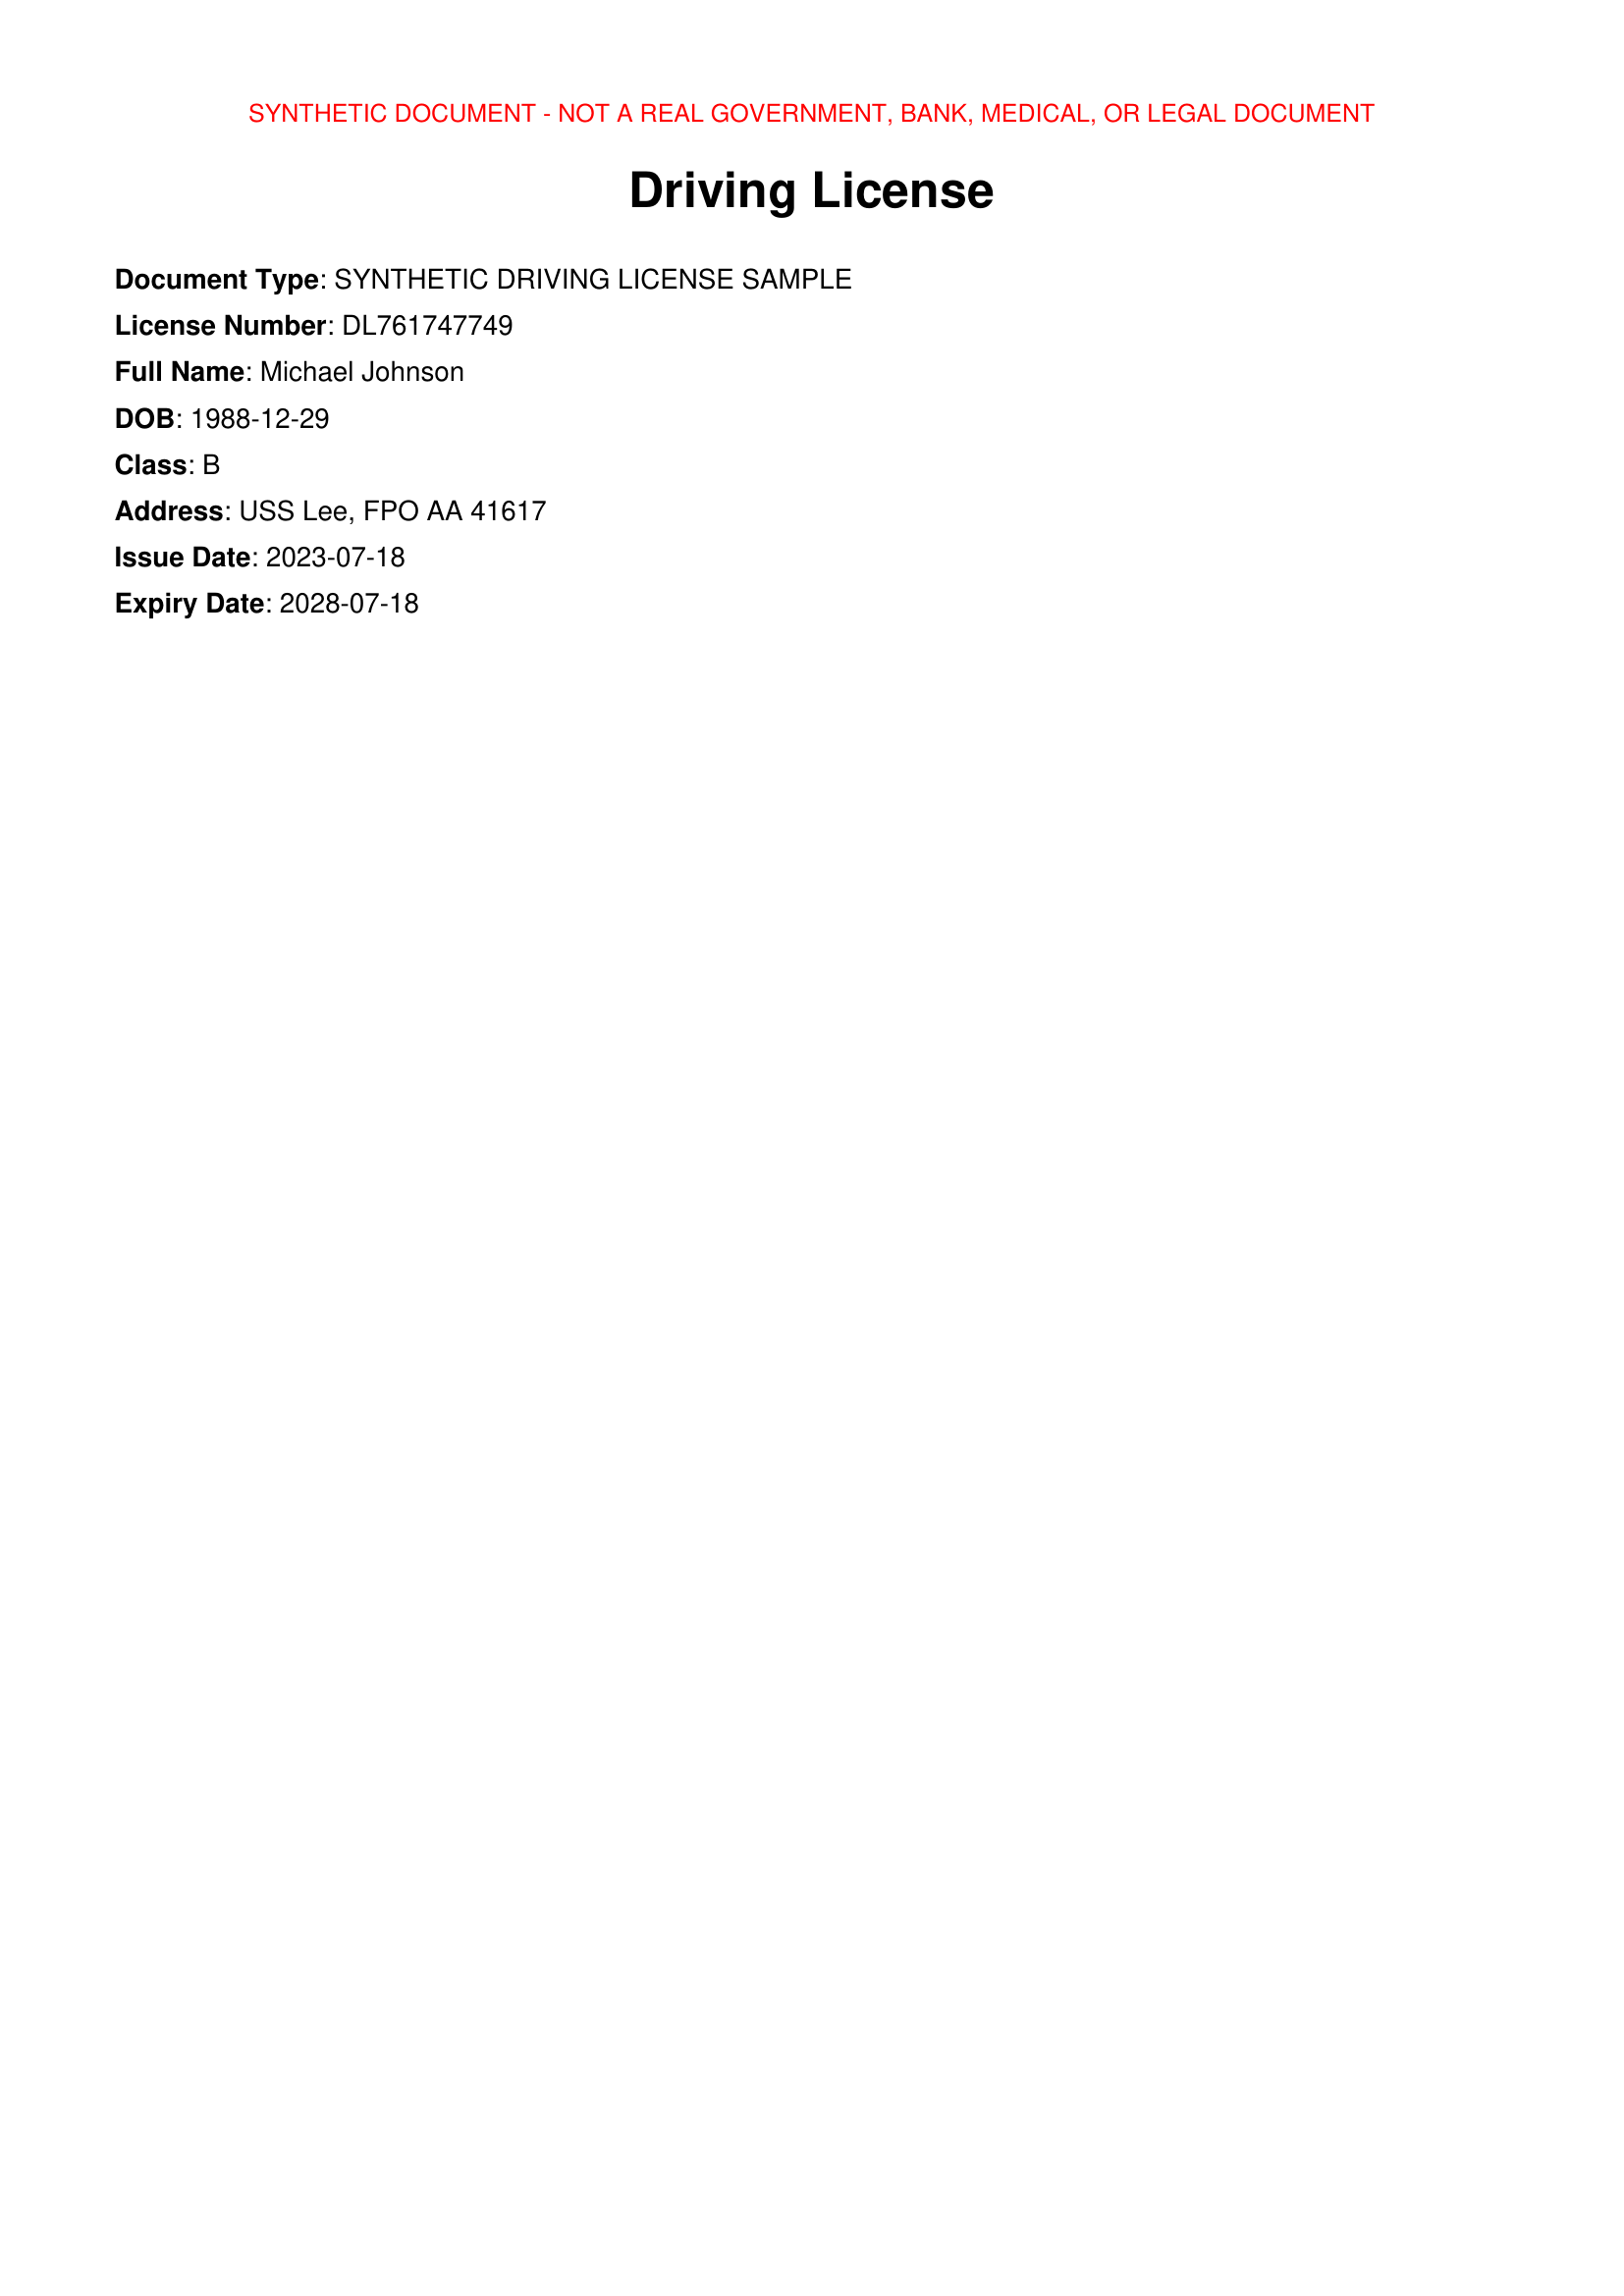 SYNTHETIC DOCUMENT - NOT A REAL GOVERNMENT, BANK, MEDICAL, OR LEGAL DOCUMENT
Driving License
Document Type: SYNTHETIC DRIVING LICENSE SAMPLE
License Number: DL761747749
Full Name: Michael Johnson
DOB: 1988-12-29
Class: B
Address: USS Lee, FPO AA 41617
Issue Date: 2023-07-18
Expiry Date: 2028-07-18